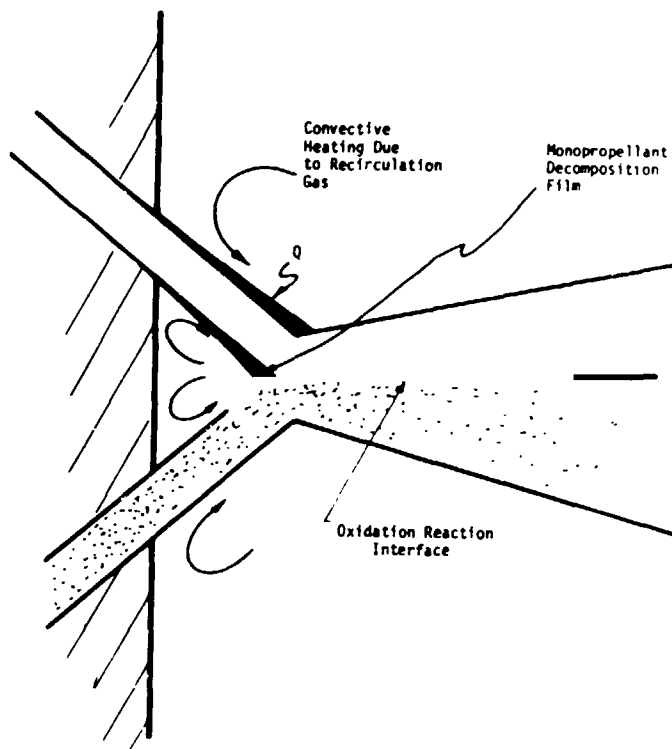 Convective
Heating Due
to Recirculation
Gas
Monopropellant
Decomposition
Film
Oxidation Reaction
Interface